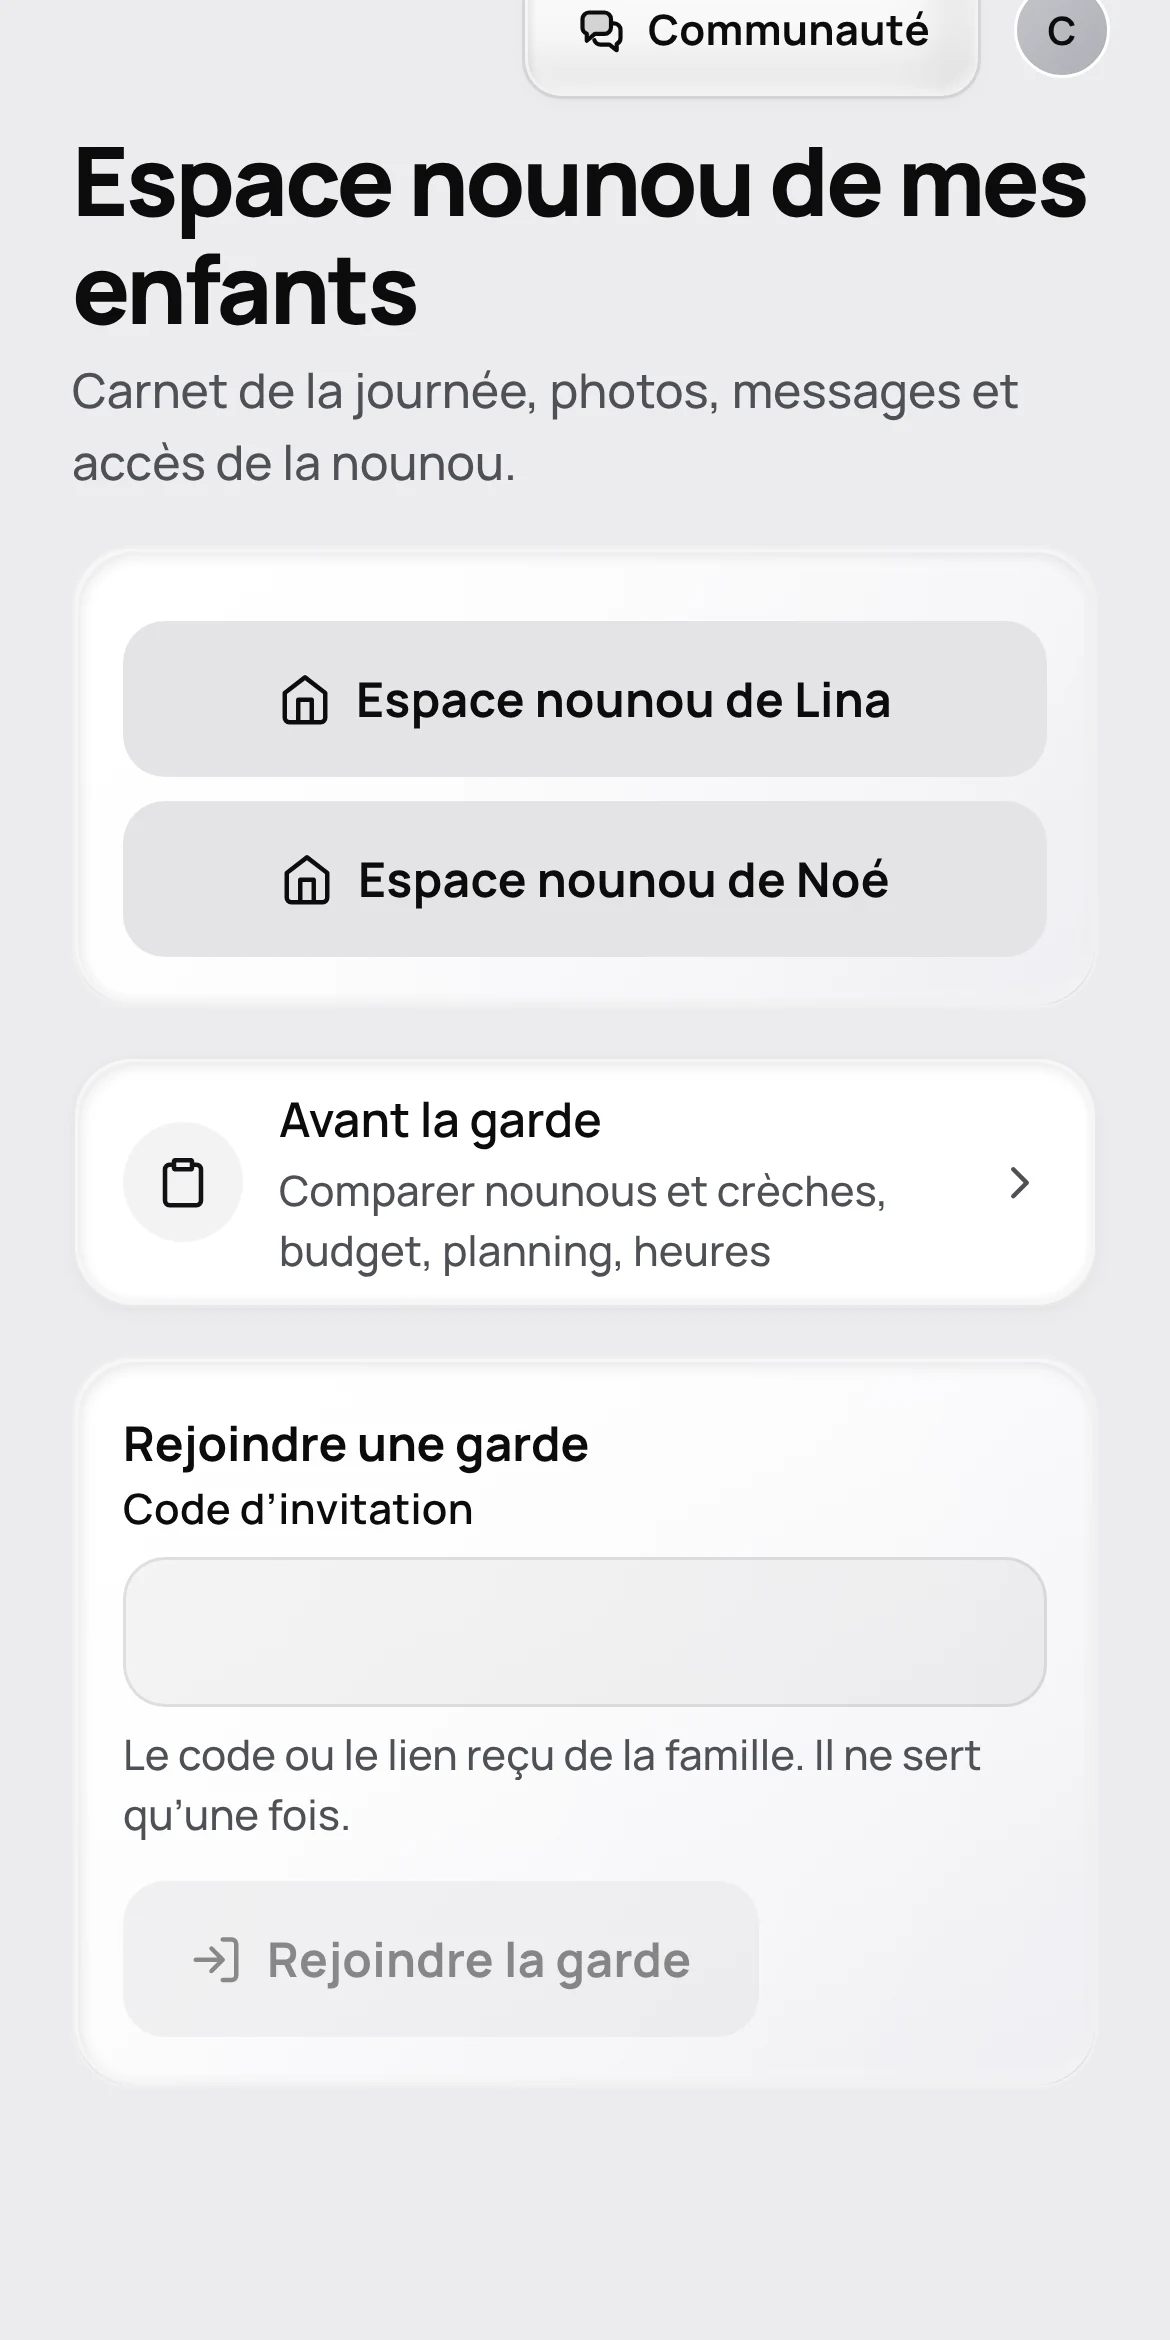 Communauté
C
Espace nounou de mes
enfants
Carnet de la journée, photos, messages et
accès de la nounou.
Espace nounou de Lina
Espace nounou de Noé
Avant la garde
Comparer nounous et crèches,
budget, planning, heures
Rejoindre une garde
Code d’invitation
Le code ou le lien reçu de la famille. Il ne sert
qu’une fois.
Rejoindre la garde